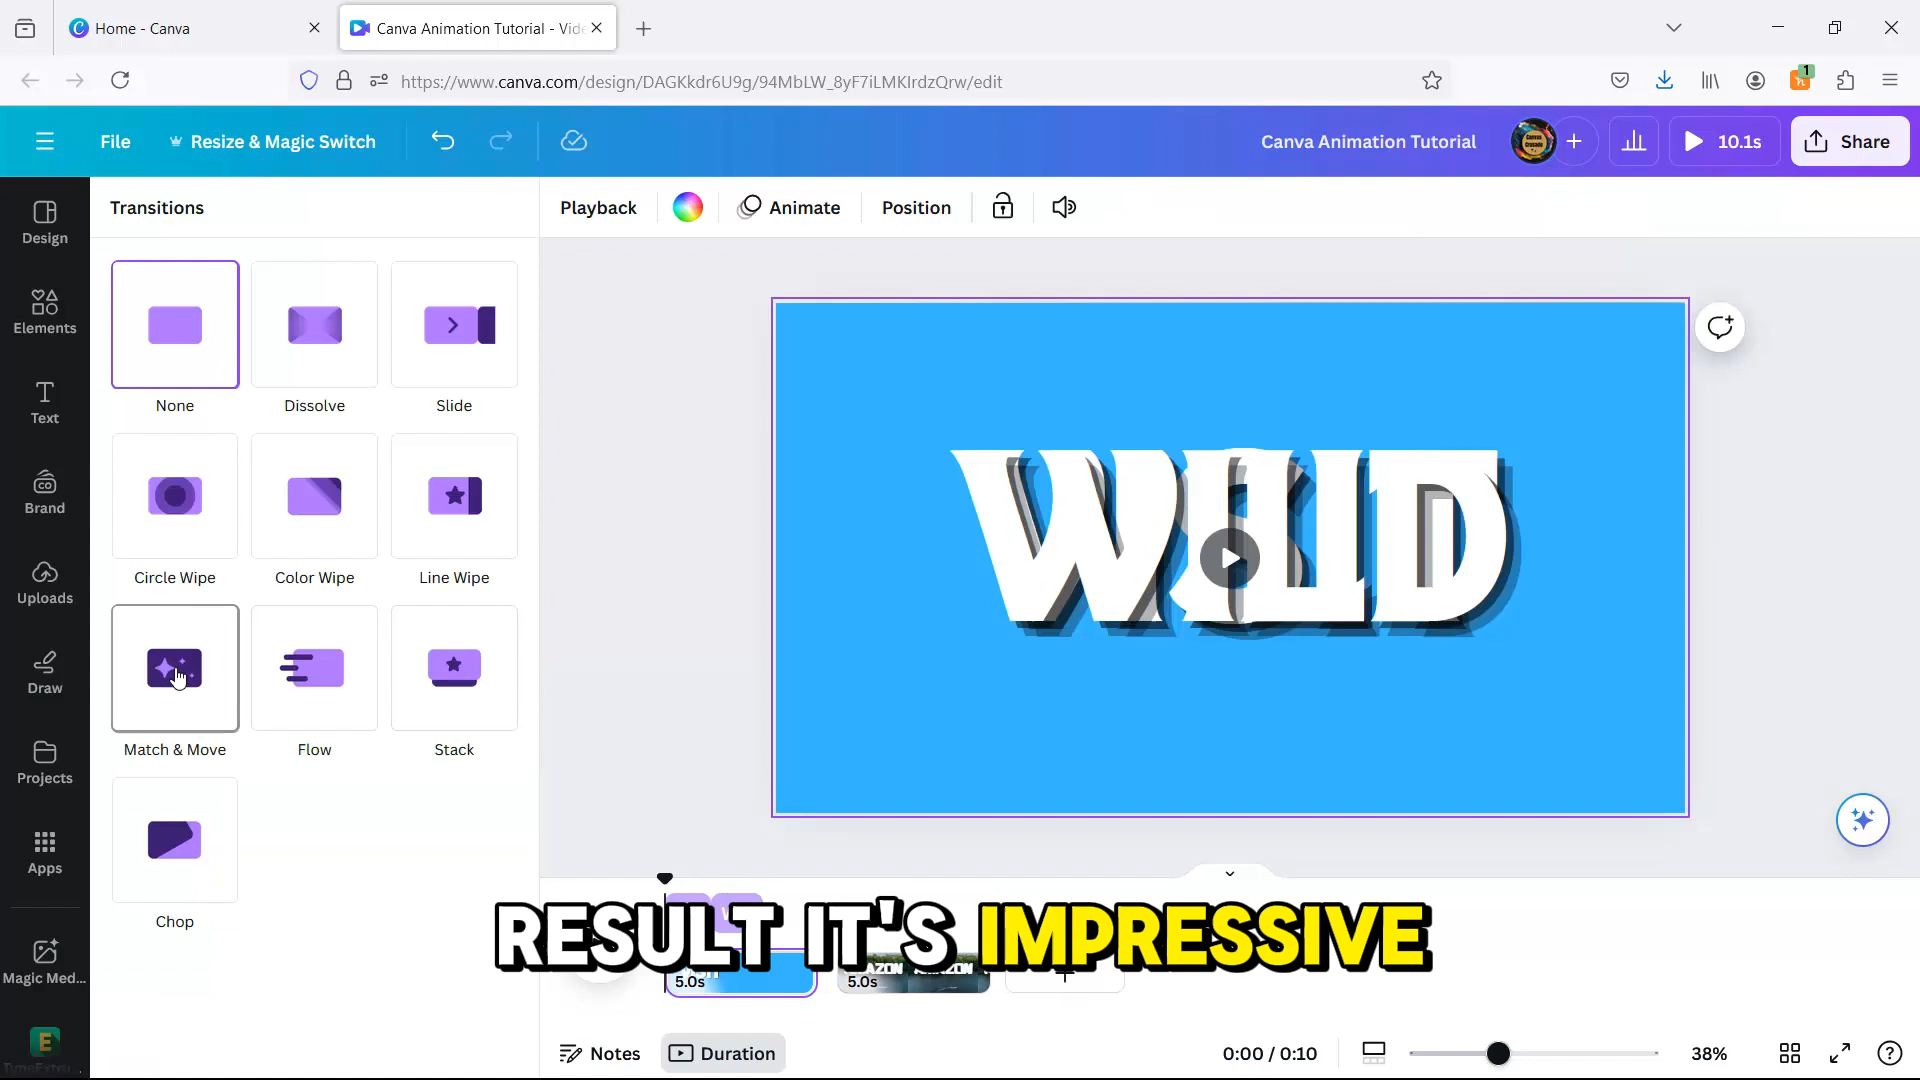 Home - Canva
Canva Animation Tutorial - Vide
https://www.canva.com/design/DAGKkdr6U9g/94MbLW_8yF7iLMKIrdzQrw/edit
1
File
Resize & Magic Switch
Canva Animation Tutorial
10.1s
Share
Design
Elements
Text
Brand
Uploads
Draw
Projects
Apps
Magic Med...
Transitions
None
Dissolve
Slide
Circle Wipe
Color Wipe
Line Wipe
Match & Move
Flow
Stack
Chop
Playback
Animate
Position
WILD
RESULT IT'S IMPRESSIVE
5.0s
5.0s
Notes
Duration
0:00 / 0:10
38%